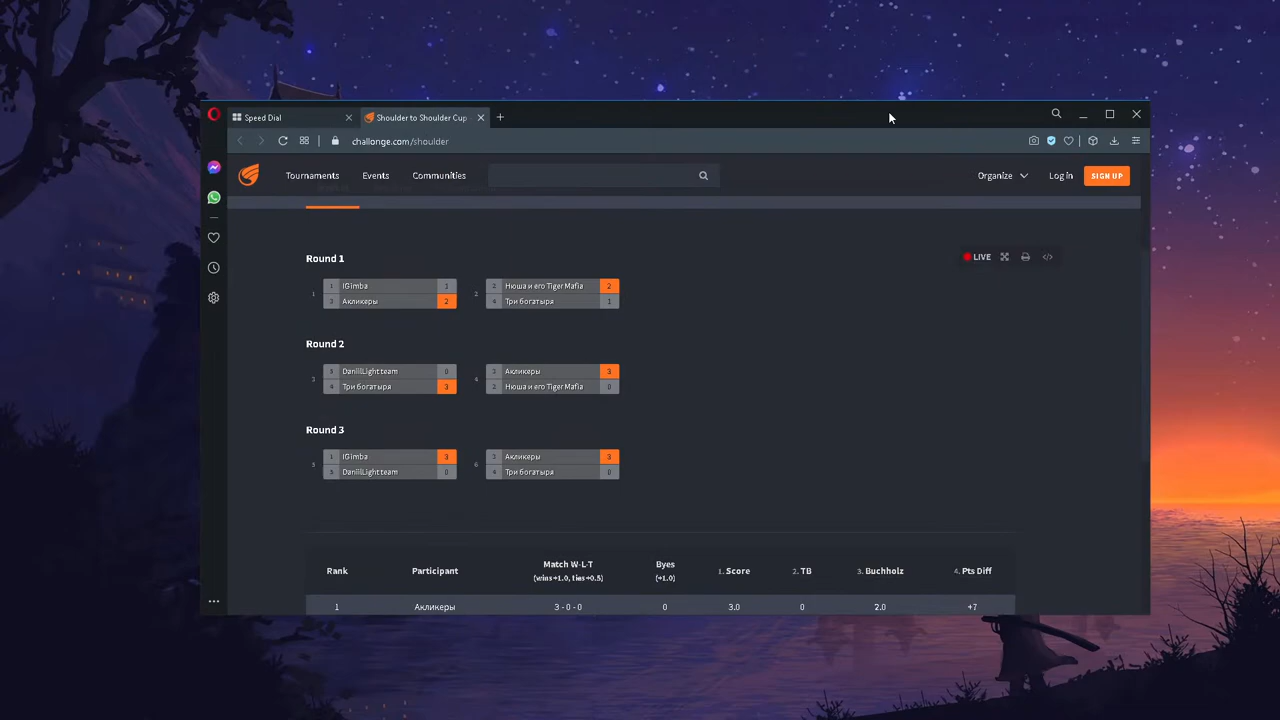 Speed Dial
Shoulder to Shoulder Cup
challonge.com/shoulder
Tournaments Events Communities Organize Log in SIGN UP
Round 1
LIVE
1 IGimba 1
3 Акликеры 2
2 Нюша и его Tiger Mafia 2
4 Три богатыря 1
Round 2
5 DaniilLight team 0
4 Три богатыря 3
3 Акликеры 3
2 Нюша и его Tiger Mafia 0
Round 3
1 IGimba 3
5 DaniilLight team 0
3 Акликеры 3
4 Три богатыря 0
Rank Participant Match W-L-T Byes 1. Score 2. TB 3. Buchholz 4. Pts Diff
(wins +1.0, ties +0.5) (+1.0)
1 Акликеры 3 - 0 - 0 0 3.0 0 2.0 +7